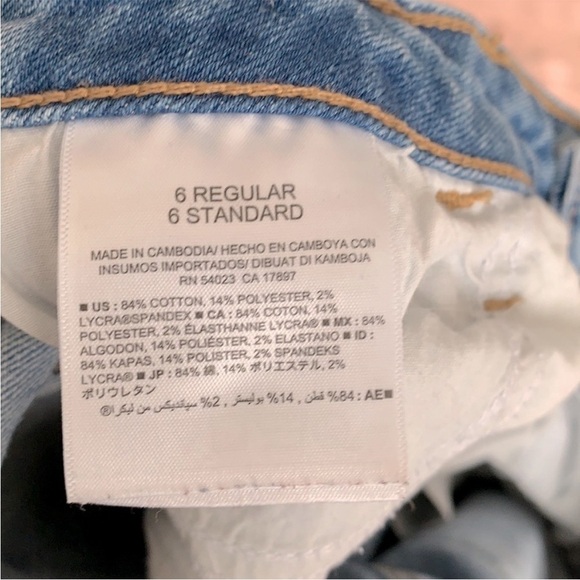 6 REGULAR
6 STANDARD
MADE IN CAMBODIA/ HECHO EN CAMBOYA CON
INSUMOS IMPORTADOS/ DIBUAT DI KAMBOJA
RN 54023 CA 17897
■ US : 84% COTTON, 14% POLYESTER, 2%
LYCRA®SPANDEX ■ CA : 84% COTON, 14%
POLYESTER, 2% ÉLASTHANNE LYCRA® ■ MX : 84%
ALGODON, 14% POLIÉSTER, 2% ELASTANO ■ ID :
84% KAPAS, 14% POLISTER, 2% SPANDEKS
LYCRA® ■ JP : 84% 綿, 14% ポリエステル, 2%
ポリウレタン
■AE : 84% قطن , 14% بوليستر , 2% سپانديكس من ليكرا®